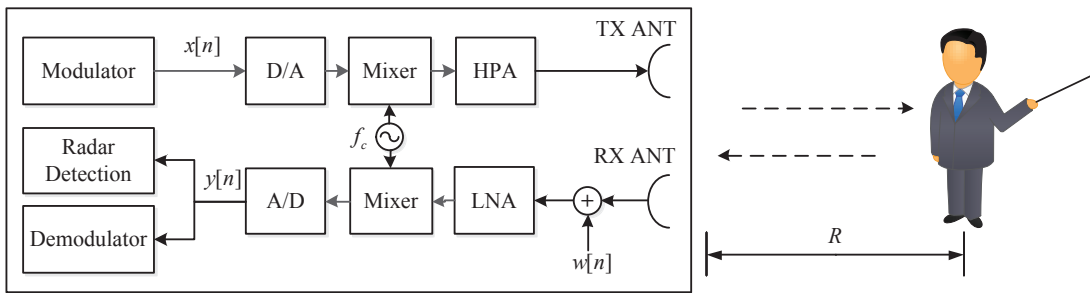 TX ANT
x[n]
Modulator
D/A
Mixer
HPA
f_c
Radar
Detection
RX ANT
y[n]
A/D
Mixer
LNA
+
Demodulator
w[n]
R